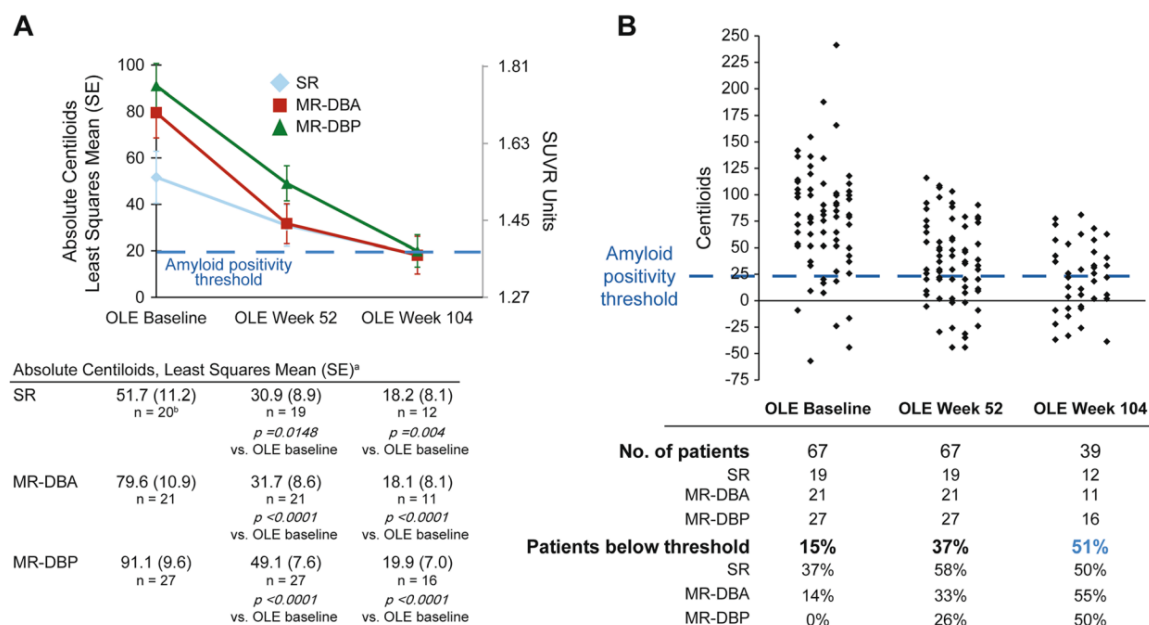 A
Absolute Centiloids
Least Squares Mean (SE)
100
80
60
40
20
0
SR
MR-DBA
MR-DBP
Amyloid positivity
threshold
1.81
1.63
1.45
1.27
SUVR Units
OLE Baseline OLE Week 52 OLE Week 104
Absolute Centiloids, Least Squares Mean (SE)ᵃ
SR 51.7 (11.2) 30.9 (8.9) 18.2 (8.1)
n = 20ᵇ n = 19 n = 12
p =0.0148 p =0.004
vs. OLE baseline vs. OLE baseline
MR-DBA 79.6 (10.9) 31.7 (8.6) 18.1 (8.1)
n = 21 n = 21 n = 11
p <0.0001 p <0.0001
vs. OLE baseline vs. OLE baseline
MR-DBP 91.1 (9.6) 49.1 (7.6) 19.9 (7.0)
n = 27 n = 27 n = 16
p <0.0001 p <0.0001
vs. OLE baseline vs. OLE baseline
B
Centiloids
250
225
200
175
150
125
100
75
50
25
0
-25
-50
-75
Amyloid
positivity
threshold
OLE Baseline OLE Week 52 OLE Week 104
No. of patients 67 67 39
SR 19 19 12
MR-DBA 21 21 11
MR-DBP 27 27 16
Patients below threshold 15% 37% 51%
SR 37% 58% 50%
MR-DBA 14% 33% 55%
MR-DBP 0% 26% 50%